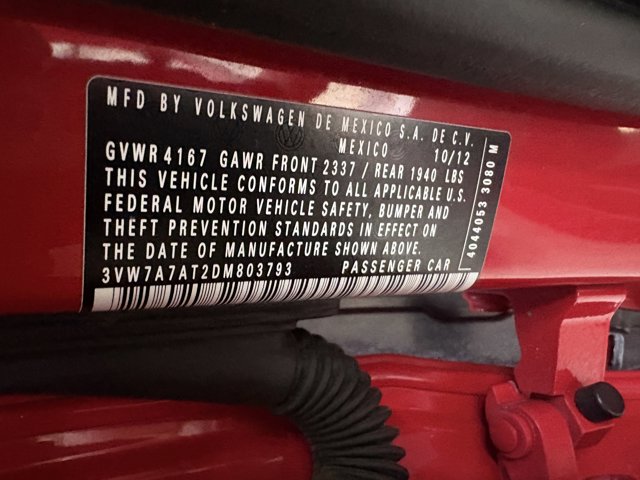 MFD BY VOLKSWAGEN DE MEXICO S.A. DE C.V.
MEXICO 10/12
GVWR 4167 GAWR FRONT 2337 / REAR 1940 LBS
THIS VEHICLE CONFORMS TO ALL APPLICABLE U.S.
FEDERAL MOTOR VEHICLE SAFETY, BUMPER AND
THEFT PREVENTION STANDARDS IN EFFECT ON
THE DATE OF MANUFACTURE SHOWN ABOVE.
3VW7A7AT2DM803793 PASSENGER CAR
4044053 3080 M